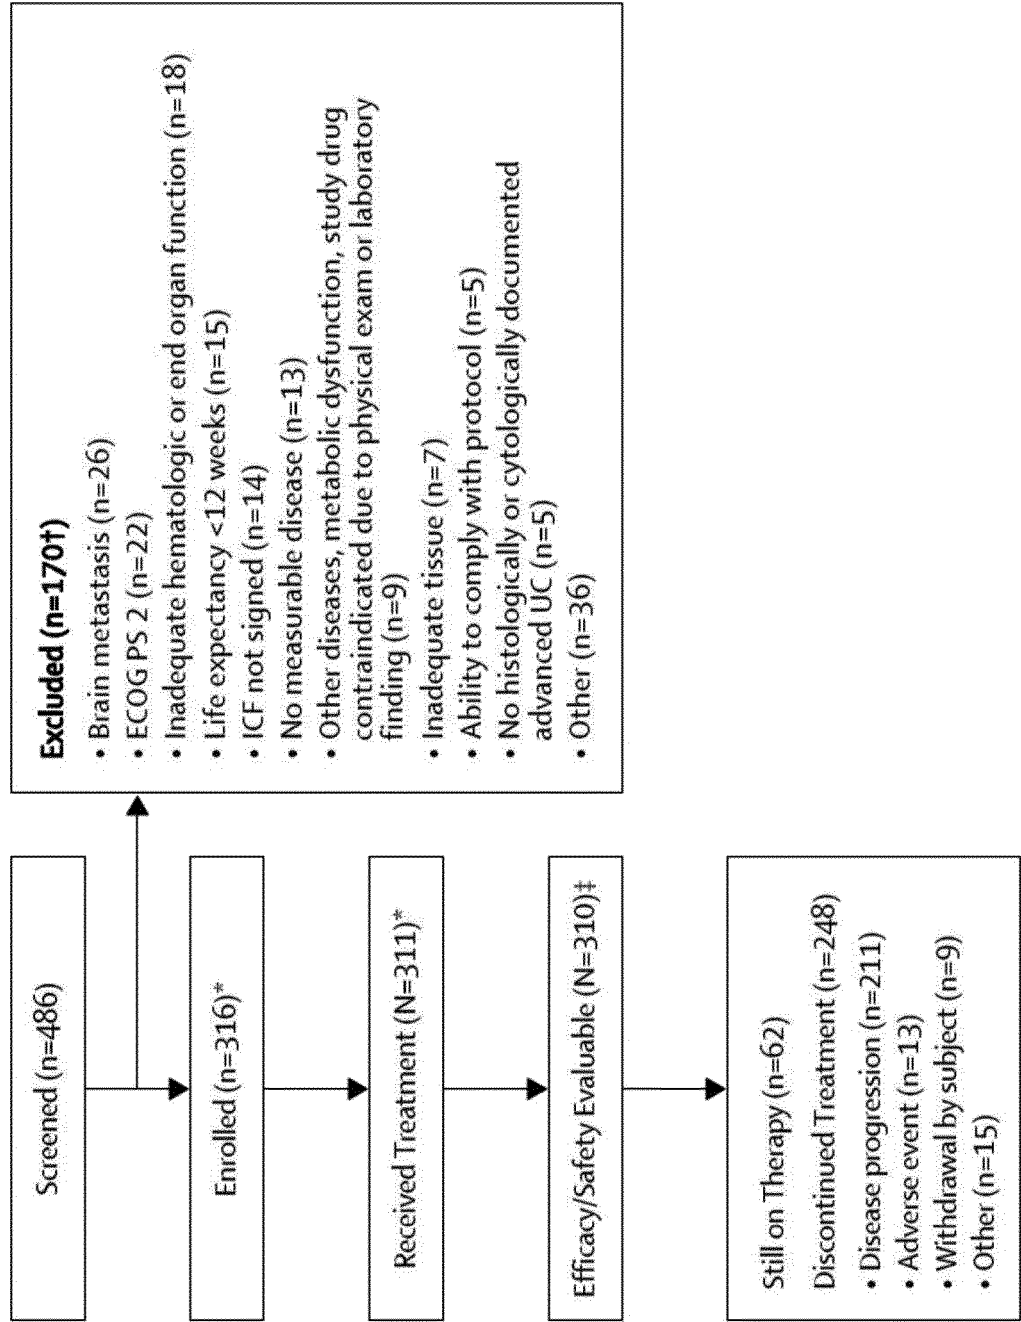 Screened (n=486)
Excluded (n=170†)
• Brain metastasis (n=26)
• ECOG PS 2 (n=22)
• Inadequate hematologic or end organ function (n=18)
• Life expectancy <12 weeks (n=15)
• ICF not signed (n=14)
• No measurable disease (n=13)
• Other diseases, metabolic dysfunction, study drug
contraindicated due to physical exam or laboratory
finding (n=9)
• Inadequate tissue (n=7)
• Ability to comply with protocol (n=5)
• No histologically or cytologically documented
advanced UC (n=5)
• Other (n=36)
Enrolled (n=316)*
Received Treatment (N=311)*
Efficacy/Safety Evaluable (N=310)‡
Still on Therapy (n=62)
Discontinued Treatment (n=248)
• Disease progression (n=211)
• Adverse event (n=13)
• Withdrawal by subject (n=9)
• Other (n=15)